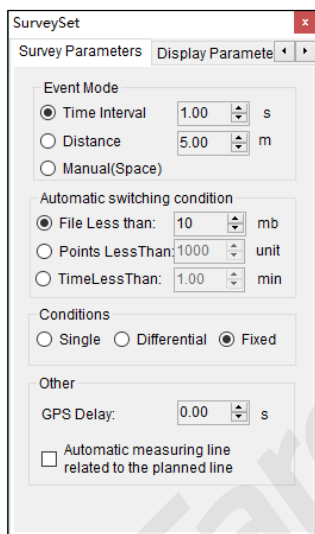 SurveySet x
Survey Parameters Display Paramete
Event Mode
Time Interval 1.00 s
Distance 5.00 m
Manual(Space)
Automatic switching condition
File Less than: 10 mb
Points LessThan: 1000 unit
TimeLessThan: 1.00 min
Conditions
Single Differential Fixed
Other
GPS Delay: 0.00 s
Automatic measuring line
related to the planned line